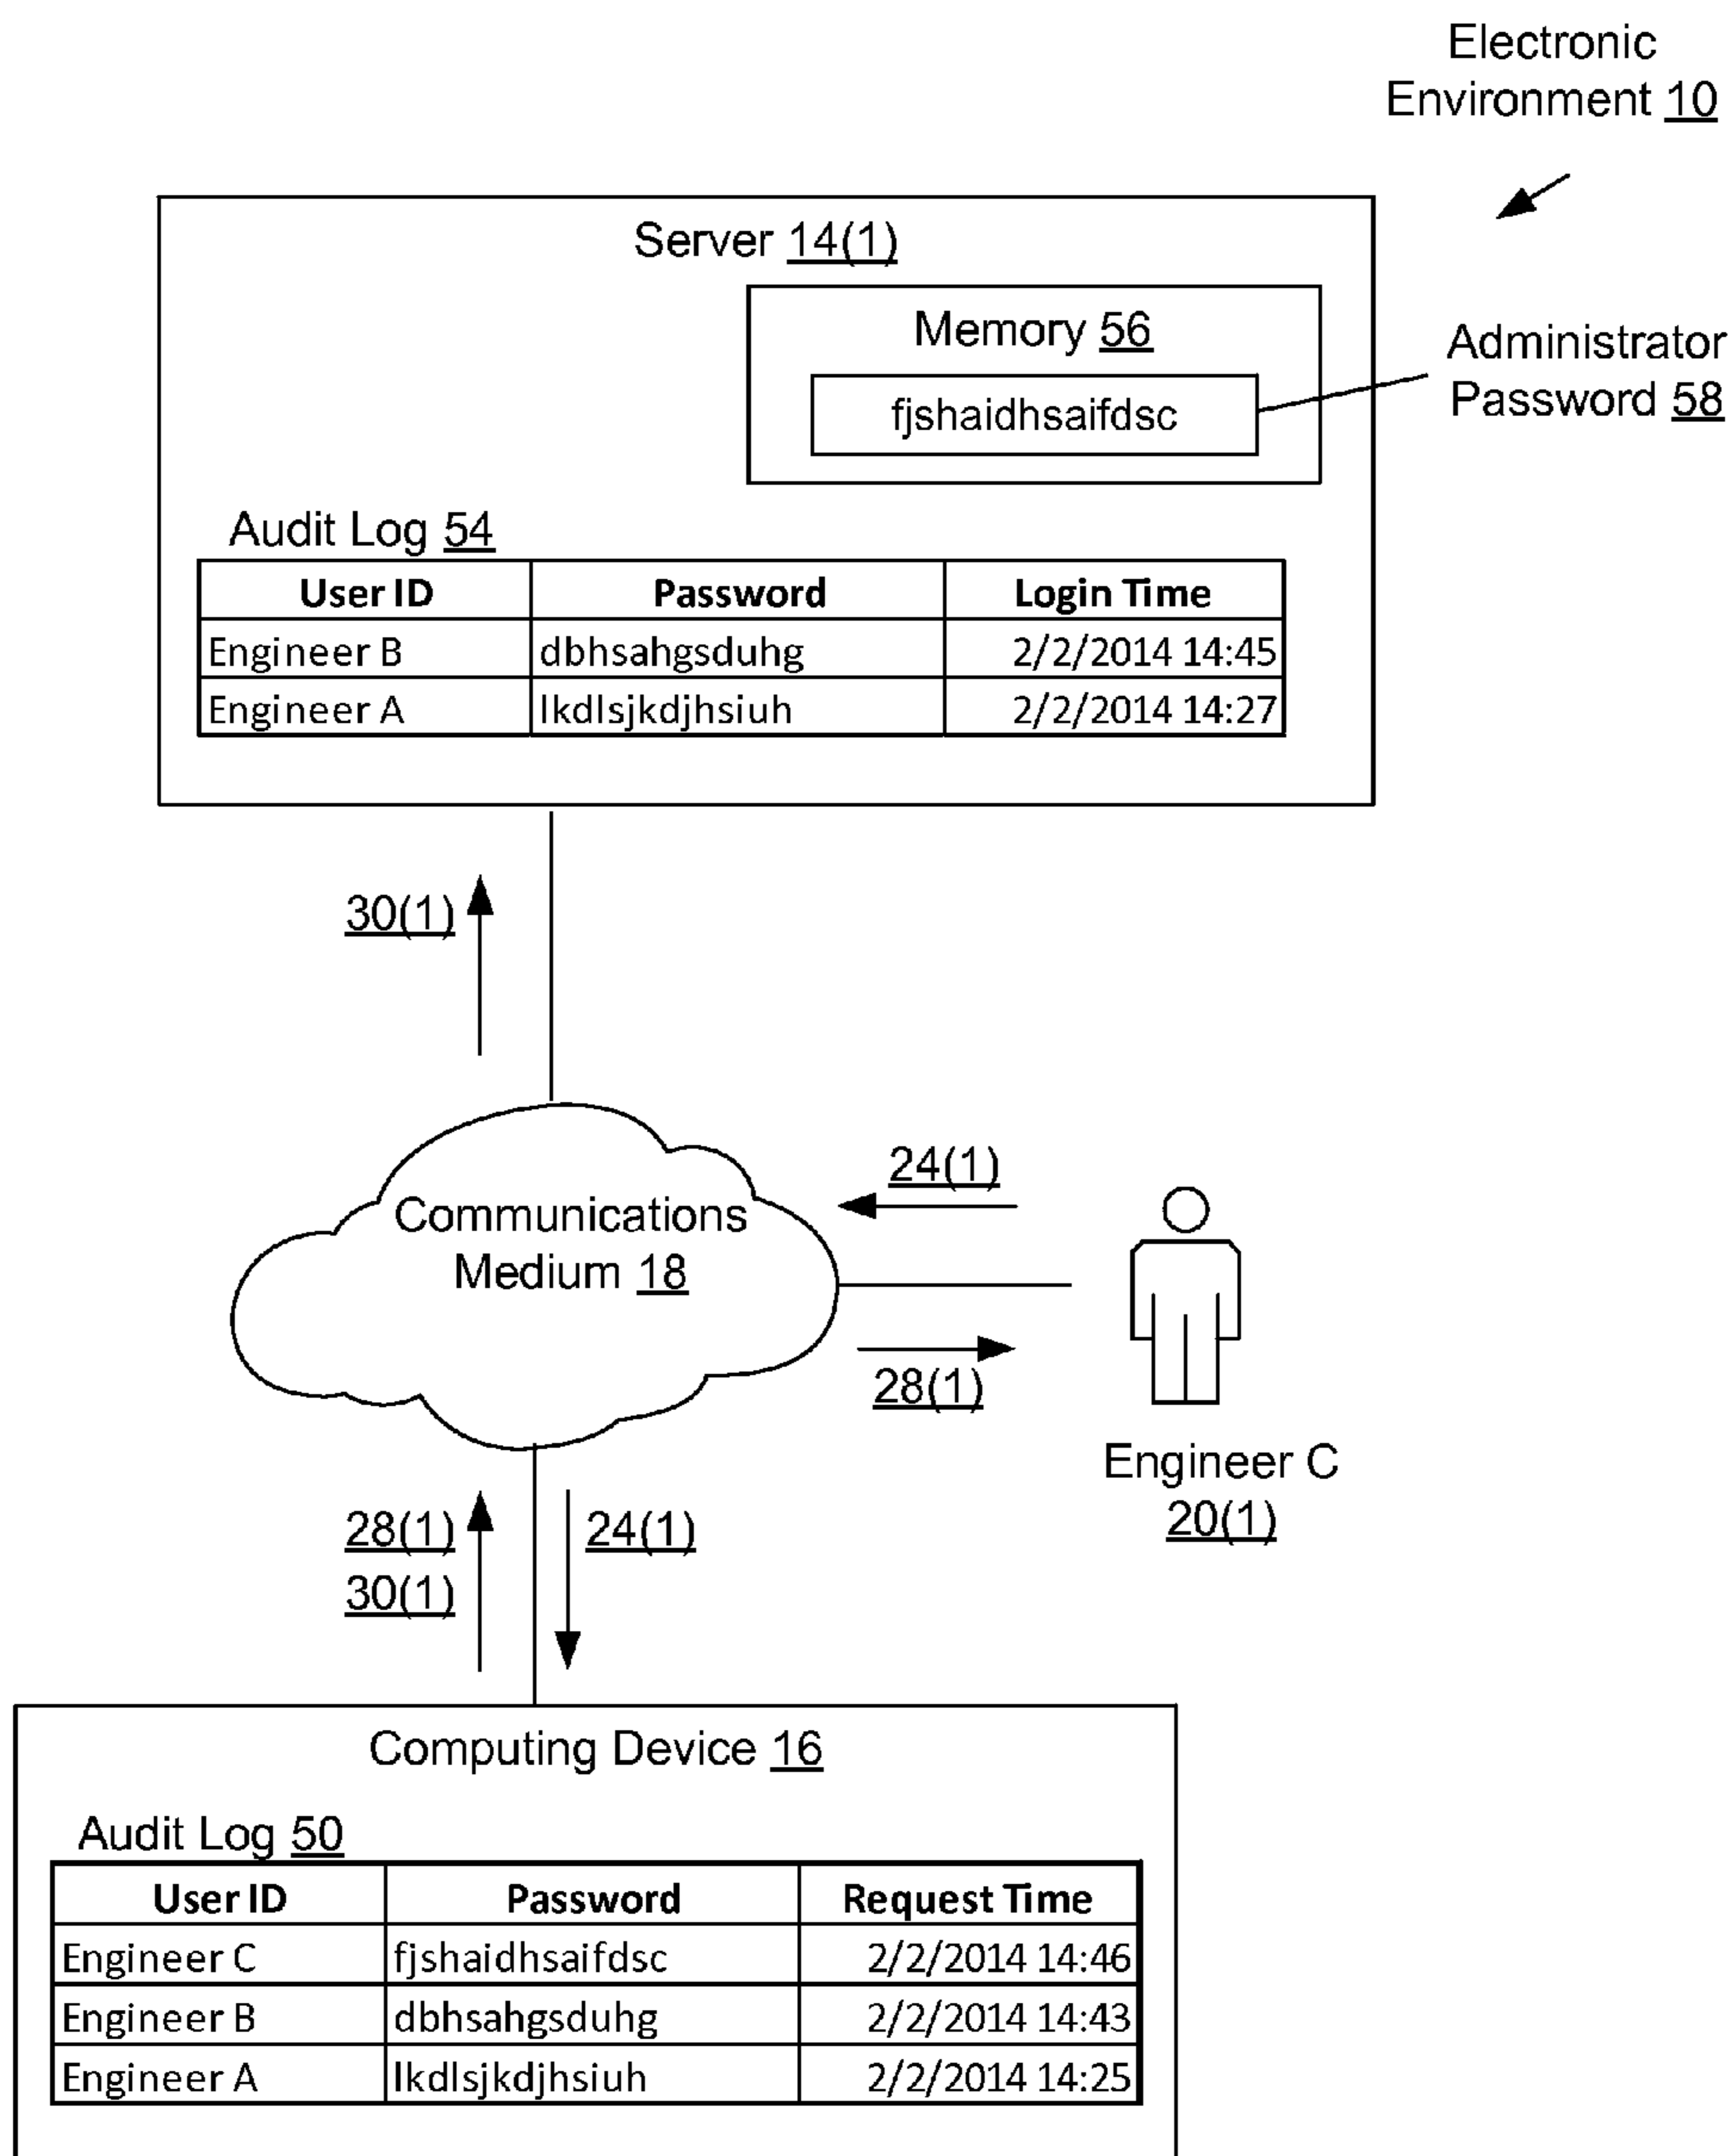 Electronic
Environment 10
Server 14(1)
Memory 56
fjshaidhsaifdsc
Administrator
Password 58
Audit Log 54
User ID Password Login Time
Engineer B dbhsahgsduhg 2/2/2014 14:45
Engineer A lkdlsjkdjhsiuh 2/2/2014 14:27
30(1)
24(1)
Communications
Medium 18
28(1)
Engineer C
20(1)
28(1) 24(1)
30(1)
Computing Device 16
Audit Log 50
User ID Password Request Time
Engineer C fjshaidhsaifdsc 2/2/2014 14:46
Engineer B dbhsahgsduhg 2/2/2014 14:43
Engineer A lkdlsjkdjhsiuh 2/2/2014 14:25